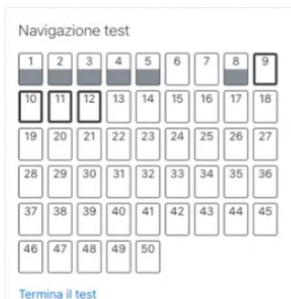 Navigazione test
1 2 3 4 5 6 7 8 9
10 11 12 13 14 15 16 17 18
19 20 21 22 23 24 25 26 27
28 29 30 31 32 33 34 35 36
37 38 39 40 41 42 43 44 45
46 47 48 49 50
Termina il test